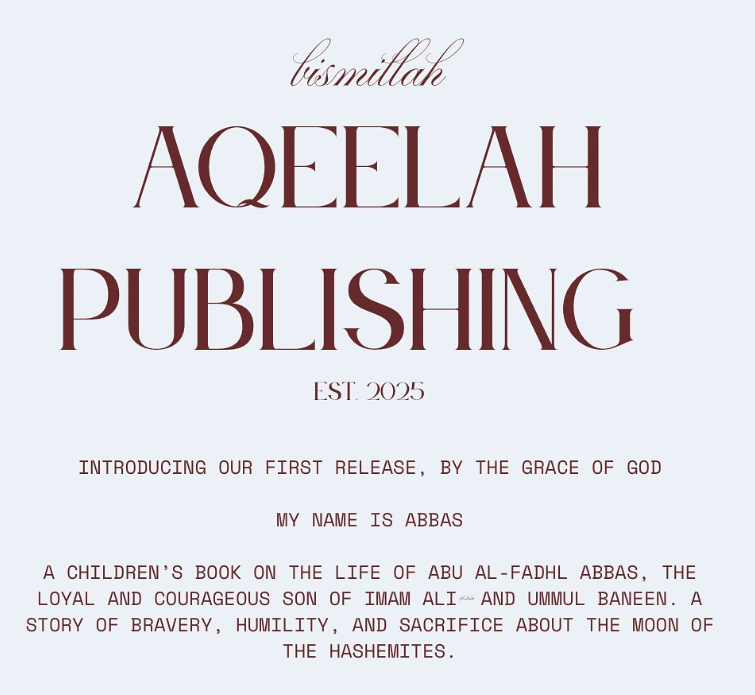 bismillah
AQEELAH
PUBLISHING
EST. 2025
INTRODUCING OUR FIRST RELEASE, BY THE GRACE OF GOD
MY NAME IS ABBAS
A CHILDREN'S BOOK ON THE LIFE OF ABU AL-FADHL ABBAS, THE
LOYAL AND COURAGEOUS SON OF IMAM ALI AND UMMUL BANEEN. A
STORY OF BRAVERY, HUMILITY, AND SACRIFICE ABOUT THE MOON OF
THE HASHEMITES.